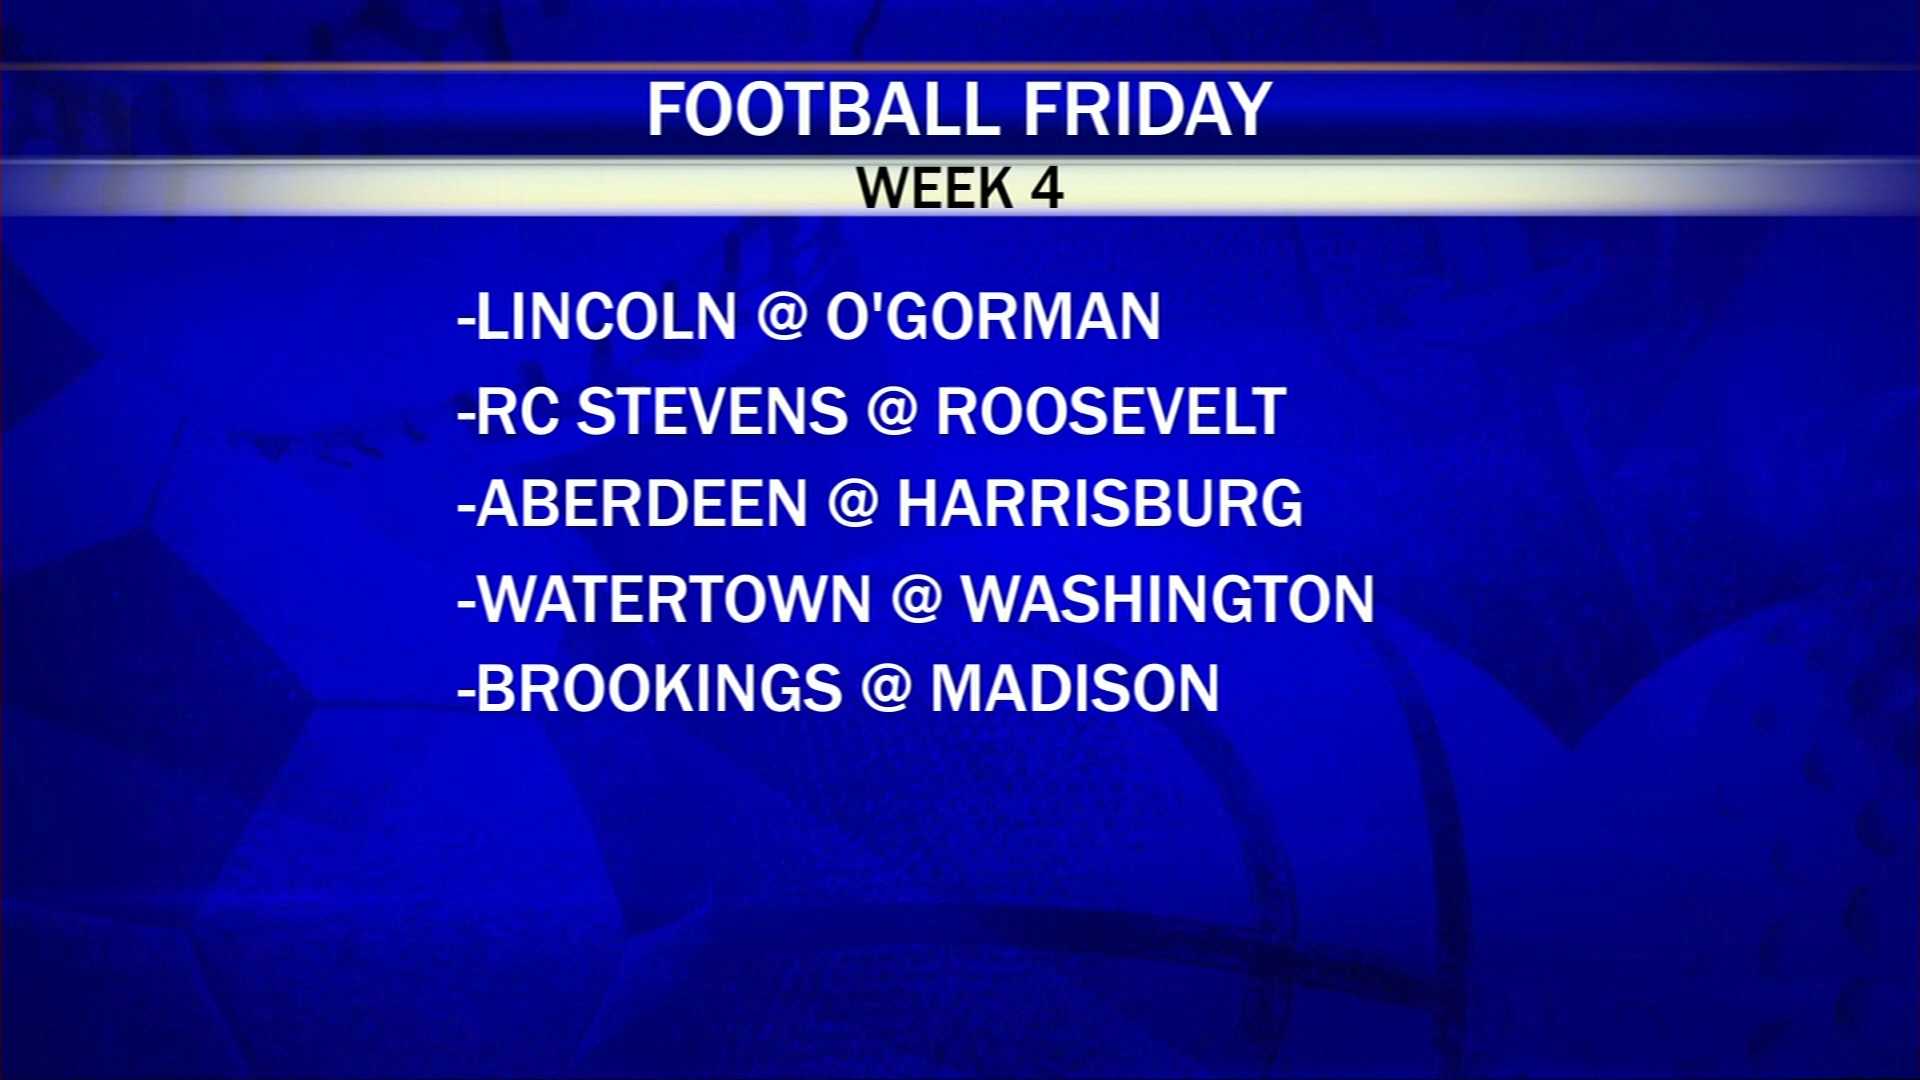 FOOTBALL FRIDAY
WEEK 4
-LINCOLN @ O'GORMAN
-RC STEVENS @ ROOSEVELT
-ABERDEEN @ HARRISBURG
-WATERTOWN @ WASHINGTON
-BROOKINGS @ MADISON